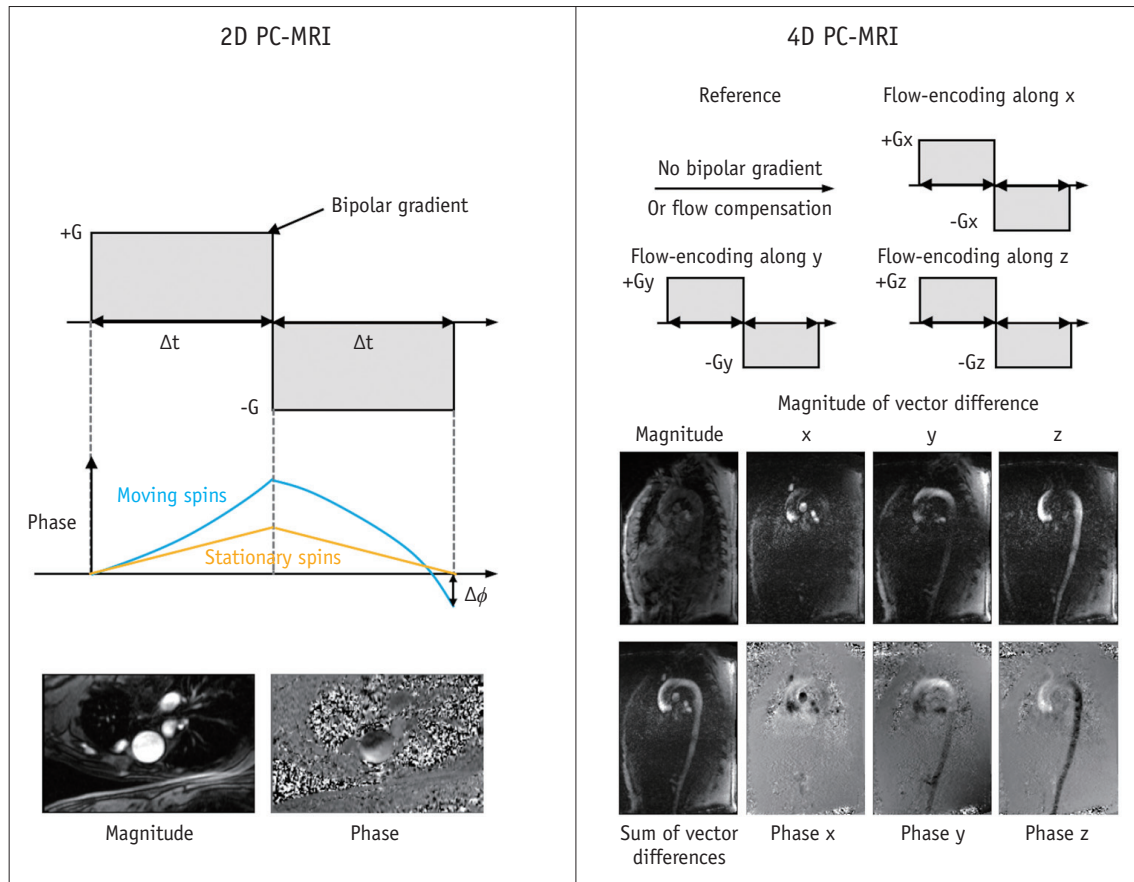 2D PC-MRI
Bipolar gradient
+G
Δt
Δt
-G
Moving spins
Phase
Stationary spins
Δϕ
Magnitude
Phase
4D PC-MRI
Reference
Flow-encoding along x
+Gx
No bipolar gradient
Or flow compensation
-Gx
Flow-encoding along y
Flow-encoding along z
+Gy
+Gz
-Gy
-Gz
Magnitude of vector difference
Magnitude
x
y
z
Sum of vector
differences
Phase x
Phase y
Phase z